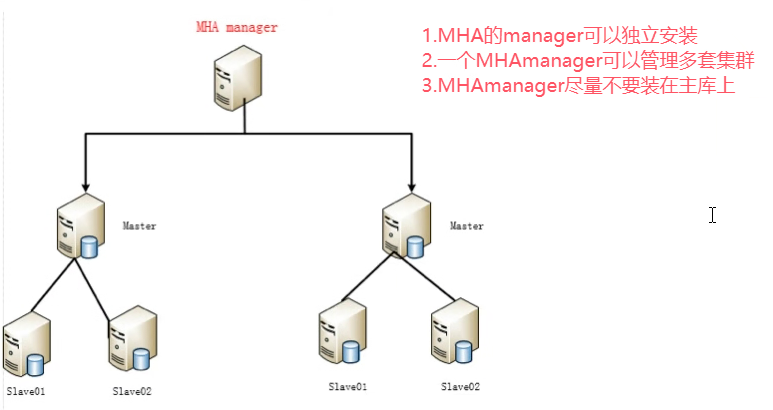 MHA manager
1.MHA的manager可以独立安装
2.一个MHAmanager可以管理多套集群
3.MHAmanager尽量不要装在主库上
Master
Master
Slave01
Slave02
Slave01
Slave02